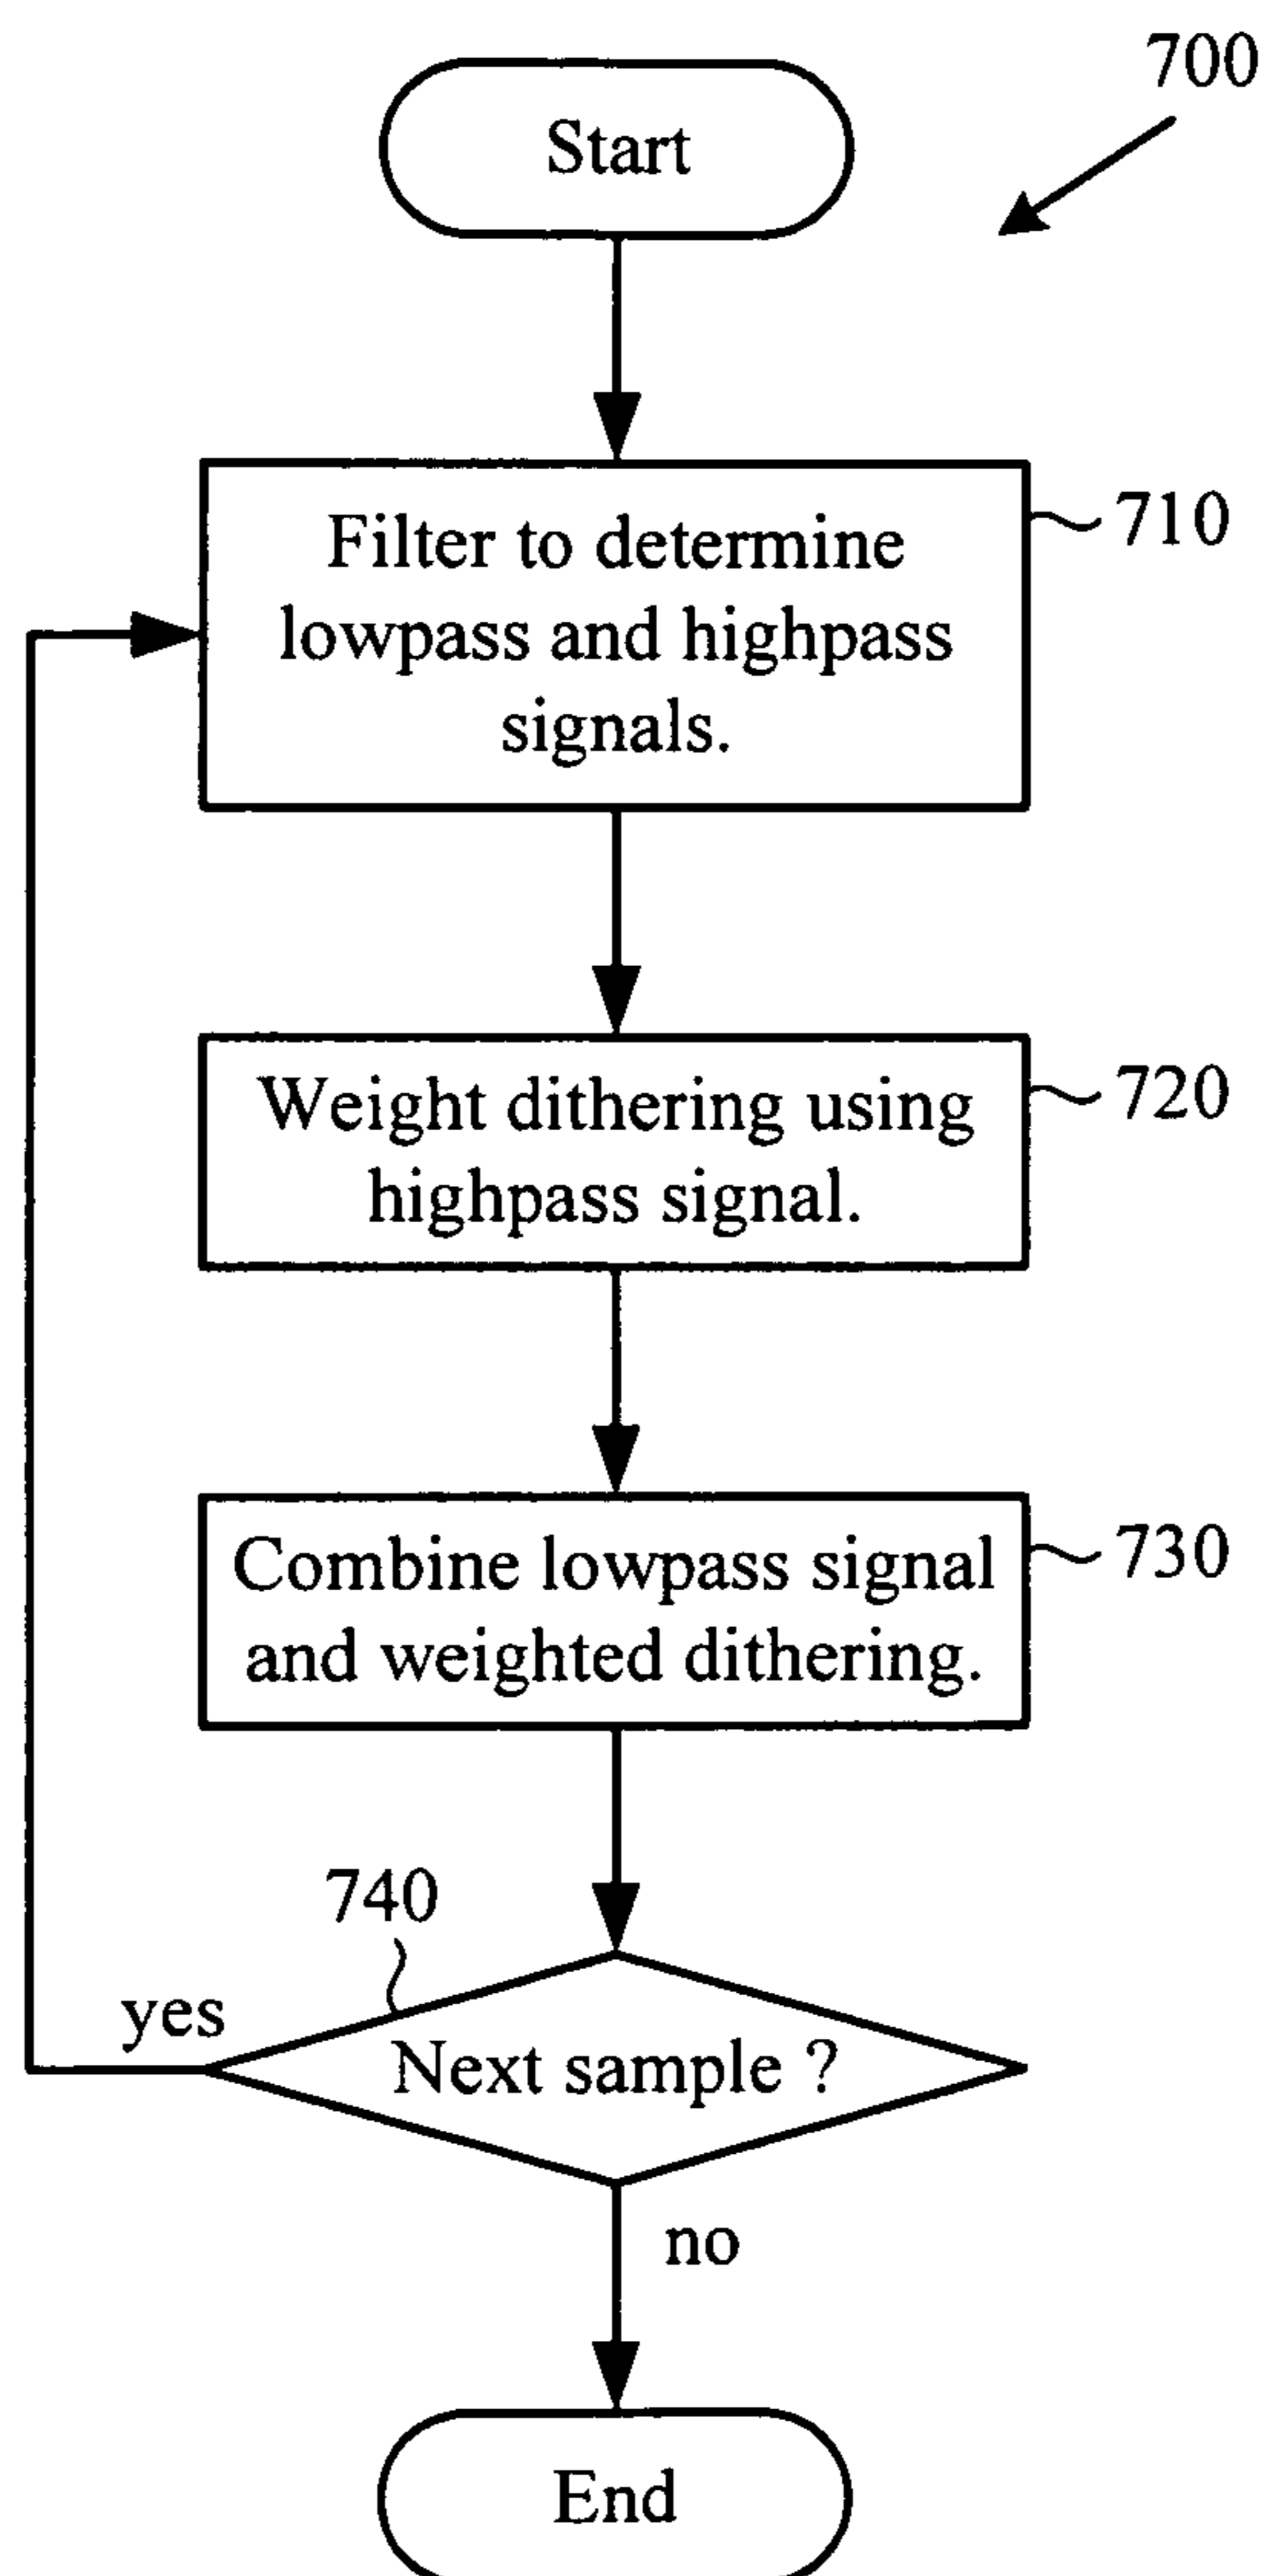 700
Start
Filter to determine
lowpass and highpass
signals.
710
Weight dithering using
highpass signal.
720
Combine lowpass signal
and weighted dithering.
730
740
yes
Next sample ?
no
End